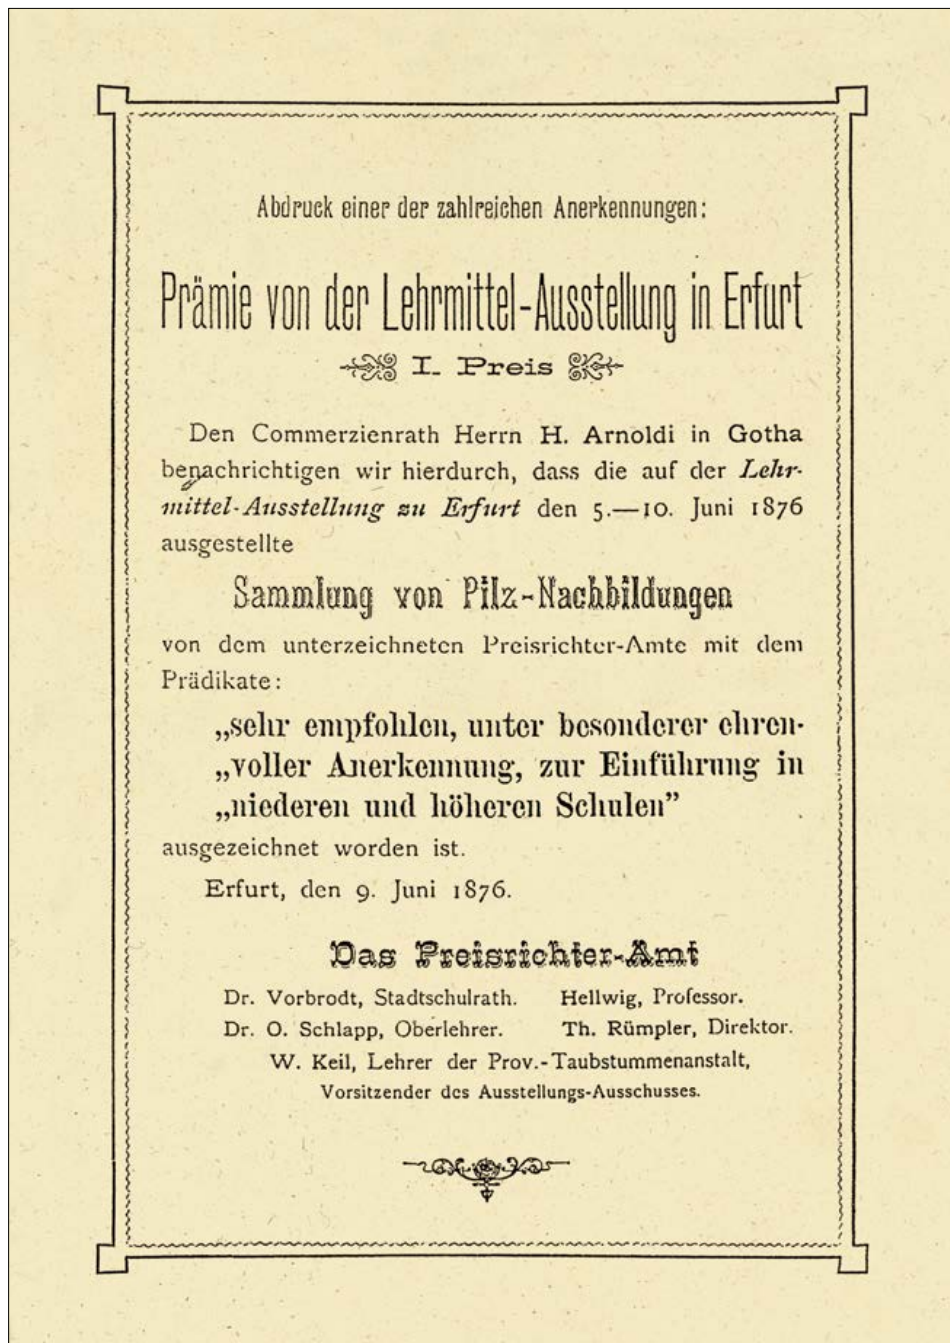 Abdruck einer der zahlreichen Anerkennungen:
Prämie von der Lehrmittel-Ausstellung in Erfurt
I. Preis
Den Commerzienrath Herrn H. Arnoldi in Gotha
benachrichtigen wir hierdurch, dass die auf der Lehr-
mittel-Ausstellung zu Erfurt den 5.—10. Juni 1876
ausgestellte
Sammlung von Pilz-Nachbildungen
von dem unterzeichneten Preisrichter-Amte mit dem
Prädikate:
„sehr empfohlen, unter besonderer ehren-
„voller Anerkennung, zur Einführung in
„niederen und höheren Schulen”
ausgezeichnet worden ist.
Erfurt, den 9. Juni 1876.
Das Preisrichter-Amt
Dr. Vorbrodt, Stadtschulrath. Hellwig, Professor.
Dr. O. Schlapp, Oberlehrer. Th. Rümpler, Direktor.
W. Keil, Lehrer der Prov.-Taubstummenanstalt,
Vorsitzender des Ausstellungs-Ausschusses.